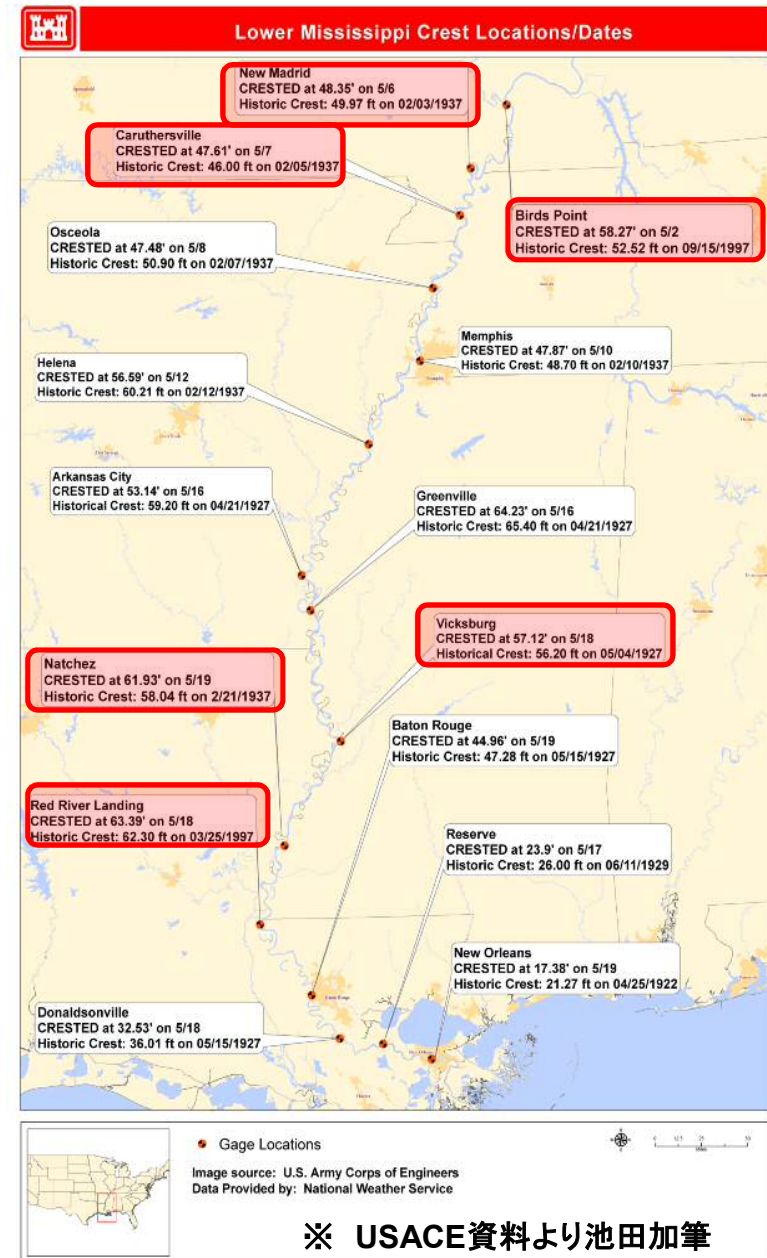 Lower Mississippi Crest Locations/Dates
New Madrid
CRESTED at 48.35' on 5/6
Historic Crest: 49.97 ft on 02/03/1937
Caruthersville
CRESTED at 47.61' on 5/7
Historic Crest: 46.00 ft on 02/05/1937
Birds Point
CRESTED at 58.27' on 5/2
Historic Crest: 52.52 ft on 09/15/1997
Osceola
CRESTED at 47.48' on 5/8
Historic Crest: 50.90 ft on 02/07/1937
Memphis
CRESTED at 47.87' on 5/10
Historic Crest: 48.70 ft on 02/10/1937
Helena
CRESTED at 56.59' on 5/12
Historic Crest: 60.21 ft on 02/12/1937
Arkansas City
CRESTED at 53.14' on 5/16
Historical Crest: 59.20 ft on 04/21/1927
Greenville
CRESTED at 64.23' on 5/16
Historic Crest: 65.40 ft on 04/21/1927
Vicksburg
CRESTED at 57.12' on 5/18
Historical Crest: 56.20 ft on 05/04/1927
Natchez
CRESTED at 61.93' on 5/19
Historic Crest: 58.04 ft on 2/21/1937
Baton Rouge
CRESTED at 44.96' on 5/19
Historic Crest: 47.28 ft on 05/15/1927
Red River Landing
CRESTED at 63.39' on 5/18
Historic Crest: 62.30 ft on 03/25/1997
Reserve
CRESTED at 23.9' on 5/17
Historic Crest: 26.00 ft on 06/11/1929
New Orleans
CRESTED at 17.38' on 5/19
Historic Crest: 21.27 ft on 04/25/1922
Donaldsonville
CRESTED at 32.53' on 5/18
Historic Crest: 36.01 ft on 05/15/1927
Gage Locations
Image source: U.S. Army Corps of Engineers
Data Provided by: National Weather Service
※ USACE資料より池田加筆